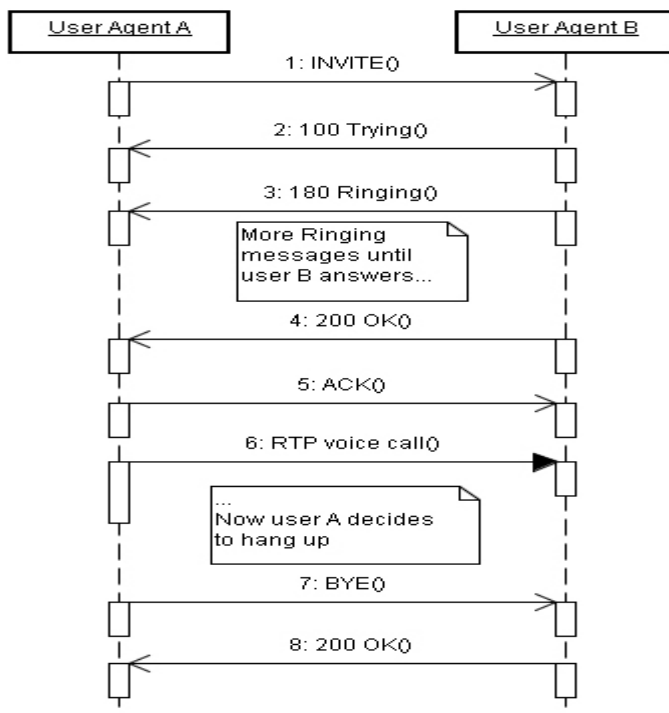 User Agent A
User Agent B
1: INVITE()
2: 100 Trying()
3: 180 Ringing()
More Ringing
messages until
user B answers...
4: 200 OK()
5: ACK()
6: RTP voice call()
...
Now user A decides
to hang up
7: BYE()
8: 200 OK()